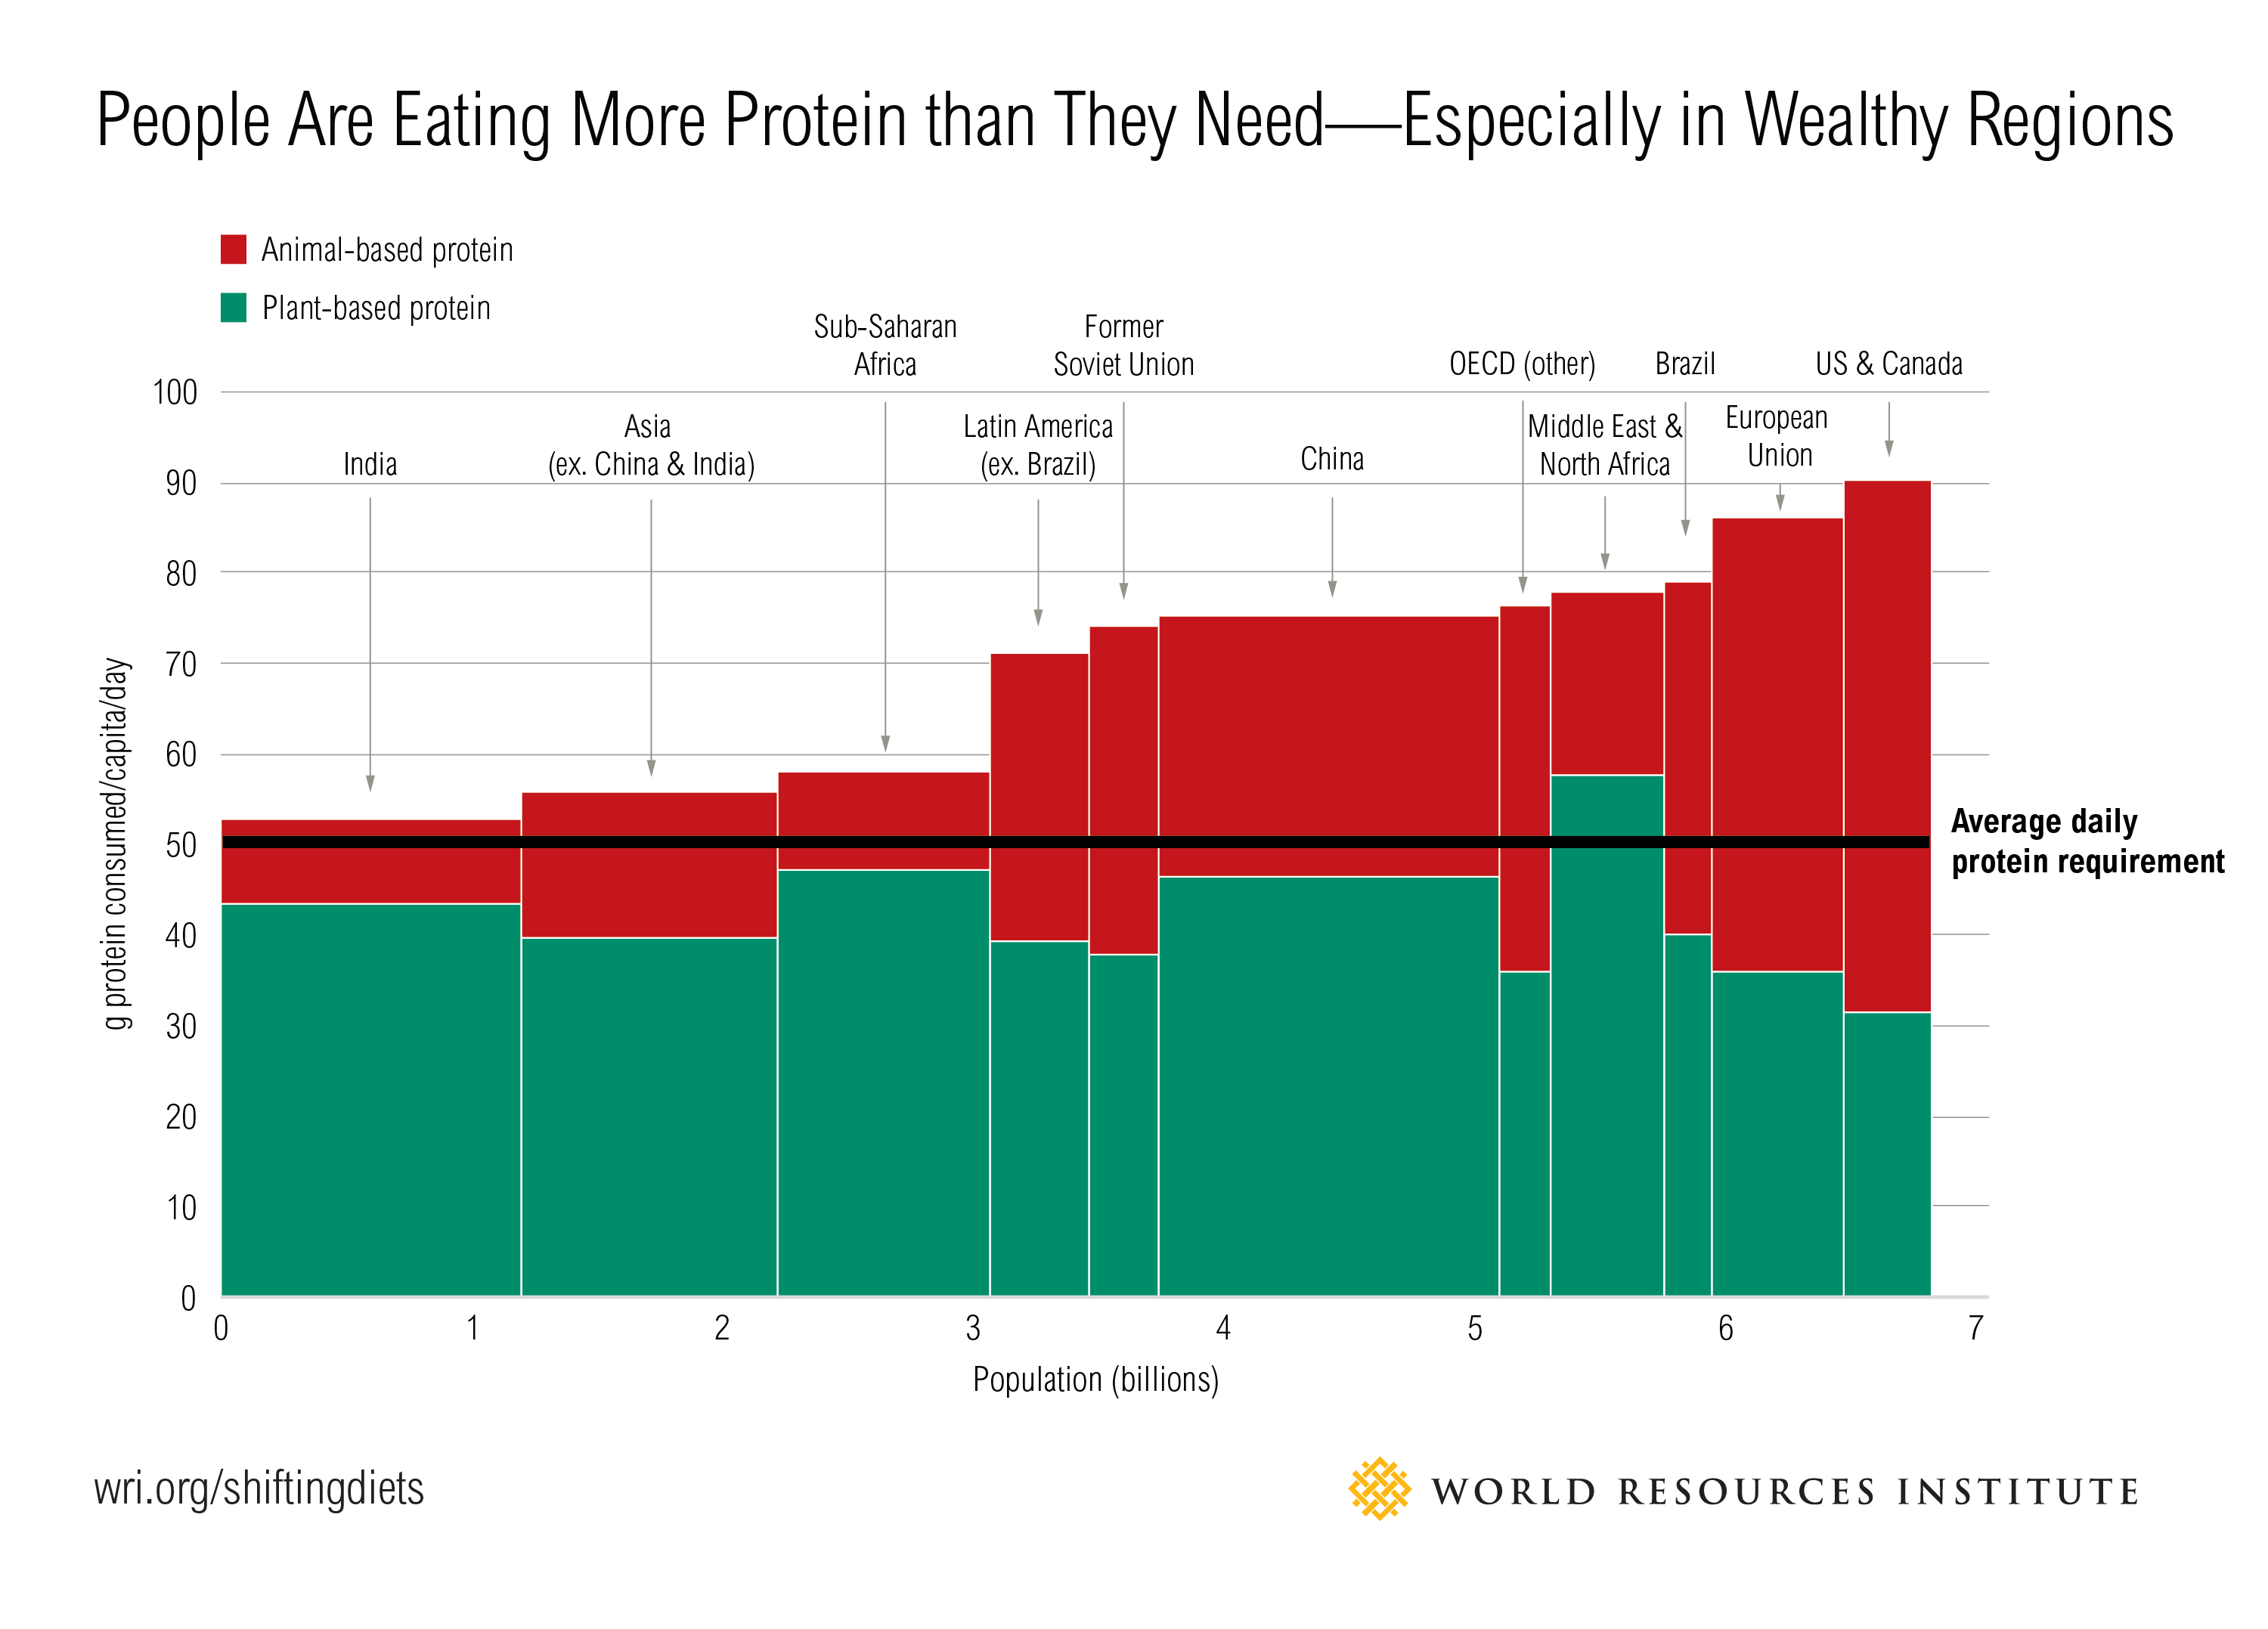 People Are Eating More Protein than They Need—Especially in Wealthy Regions
Animal-based protein
Plant-based protein
Sub-Saharan
Africa
Former
Soviet Union
OECD (other)
Brazil
US & Canada
India
Asia
(ex. China & India)
Latin America
(ex. Brazil)
China
Middle East &
North Africa
European
Union
100
90
80
70
60
50
40
30
20
10
0
g protein consumed/capita/day
Average daily
protein requirement
0 1 2 3 4 5 6 7
Population (billions)
wri.org/shiftingdiets
WORLD RESOURCES INSTITUTE